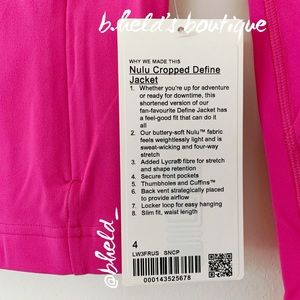 b.held's boutique
WHY WE MADE THIS
Nulu Cropped Define
Jacket
1. Whether you're up for adventure
or ready for downtime, this
shortened version of our
fan-favourite Define Jacket has
a feel-good fit that can do it
all
2. Our buttery-soft Nulu™ fabric
feels weightlessly light and is
sweat-wicking and four-way
stretch
3. Added Lycra® fibre for stretch
and shape retention
4. Secure front pockets
5. Thumbholes and Cuffins™
6. Back vent strategically placed
to provide airflow
7. Locker loop for easy hanging
8. Slim fit, waist length
4
LW3FRUS SNCP
000143525678
@bheld_